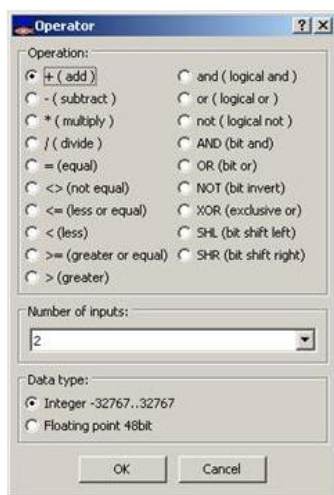 Operator
Operation:
+ ( add )
- ( subtract )
* ( multiply )
/ ( divide )
= (equal)
<> (not equal)
<= (less or equal)
< (less)
>= (greater or equal)
> (greater)
and ( logical and )
or ( logical or )
not ( logical not )
AND (bit and)
OR (bit or)
NOT (bit invert)
XOR (exclusive or)
SHL (bit shift left)
SHR (bit shift right)
Number of inputs:
2
Data type:
Integer -32767..32767
Floating point 48bit
OK
Cancel